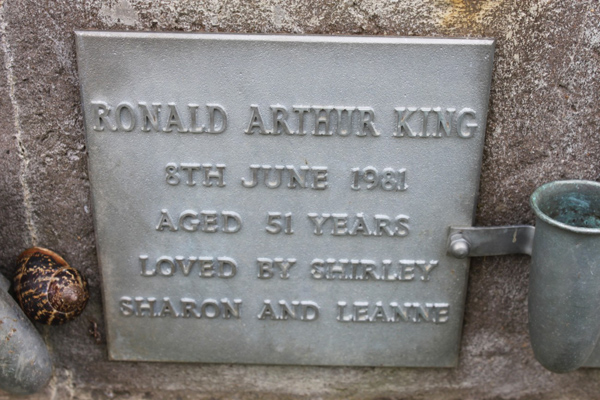 RONALD ARTHUR KING
8TH JUNE 1981
AGED 51 YEARS
LOVED BY SHIRLEY
SHARON AND LEANNE